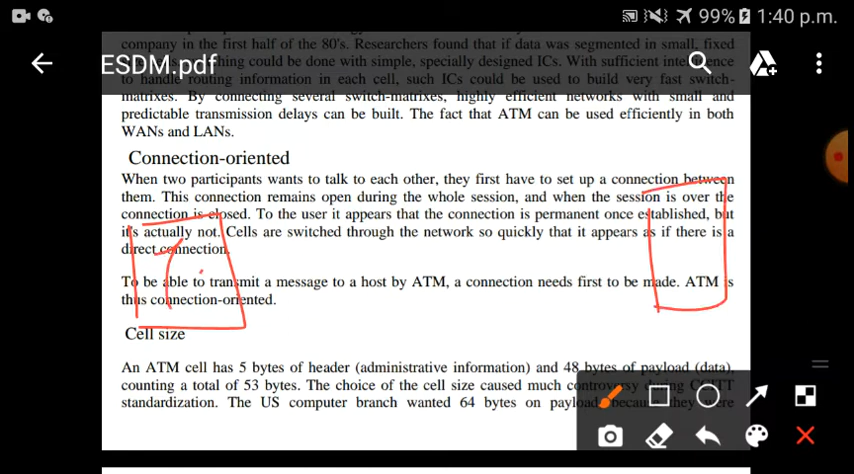 99% 1:40 p.m.
company in the first half of the 80's. Researchers found that if data was segmented in small, fixed
ESDM.pdf
thing could be done with simple, specially designed ICs. With sufficient
to handle routing information in each cell, such ICs could be used to build very fast switch-
matrixes. By connecting several switch-matrixes, highly efficient networks with small and
predictable transmission delays can be built. The fact that ATM can be used efficiently in both
WANs and LANs.
Connection-oriented
When two participants wants to talk to each other, they first have to set up a connection between
them. This connection remains open during the whole session, and when the session is over the
connection is closed. To the user it appears that the connection is permanent once established, but
it's actually not. Cells are switched through the network so quickly that it appears as if there is a
direct connection.
To be able to transmit a message to a host by ATM, a connection needs first to be made. ATM is
thus connection-oriented.
Cell size
An ATM cell has 5 bytes of header (administrative information) and 48 bytes of payload (data),
counting a total of 53 bytes. The choice of the cell size caused much controversy during CCITT
standardization. The US computer branch wanted 64 bytes on payload because they were